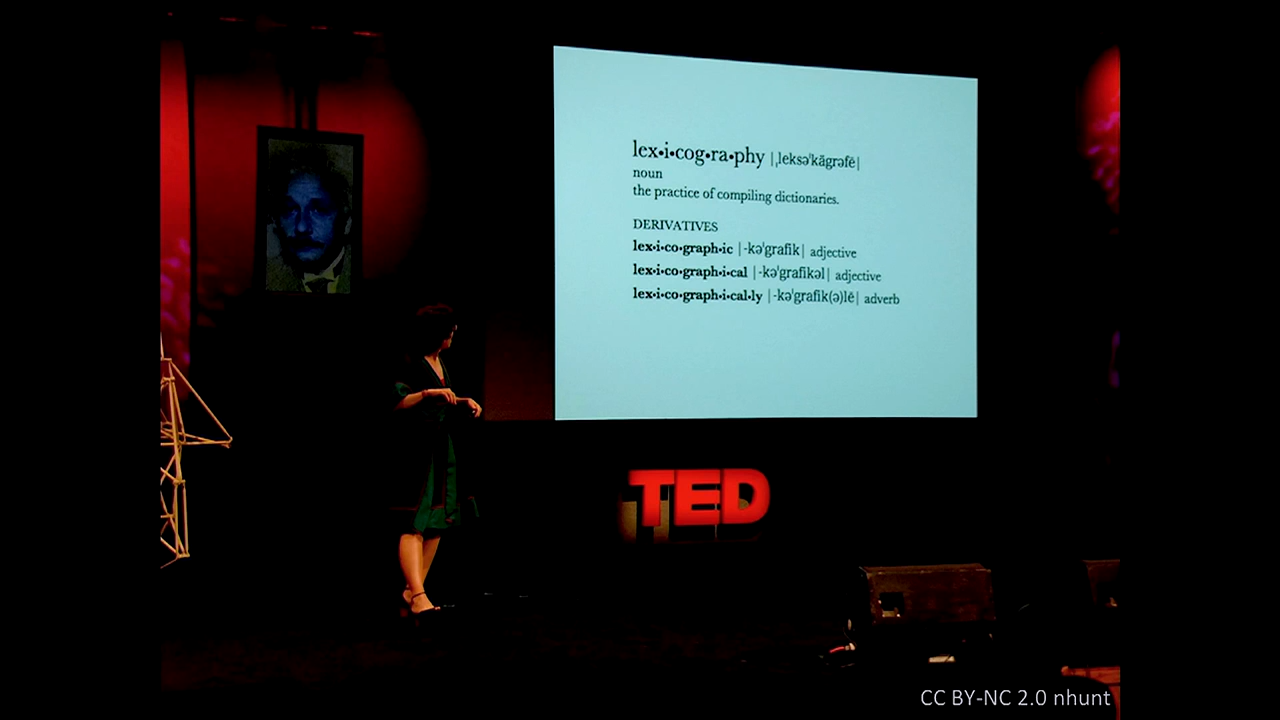 lex•i•cog•ra•phy |ˌleksəˈkägrəfē|
noun
the practice of compiling dictionaries.
DERIVATIVES
lex•i•co•graph•ic |-kəˈgrafik| adjective
lex•i•co•graph•i•cal |-kəˈgrafikəl| adjective
lex•i•co•graph•i•cal•ly |-kəˈgrafik(ə)lē| adverb
TED
CC BY-NC 2.0 nhunt